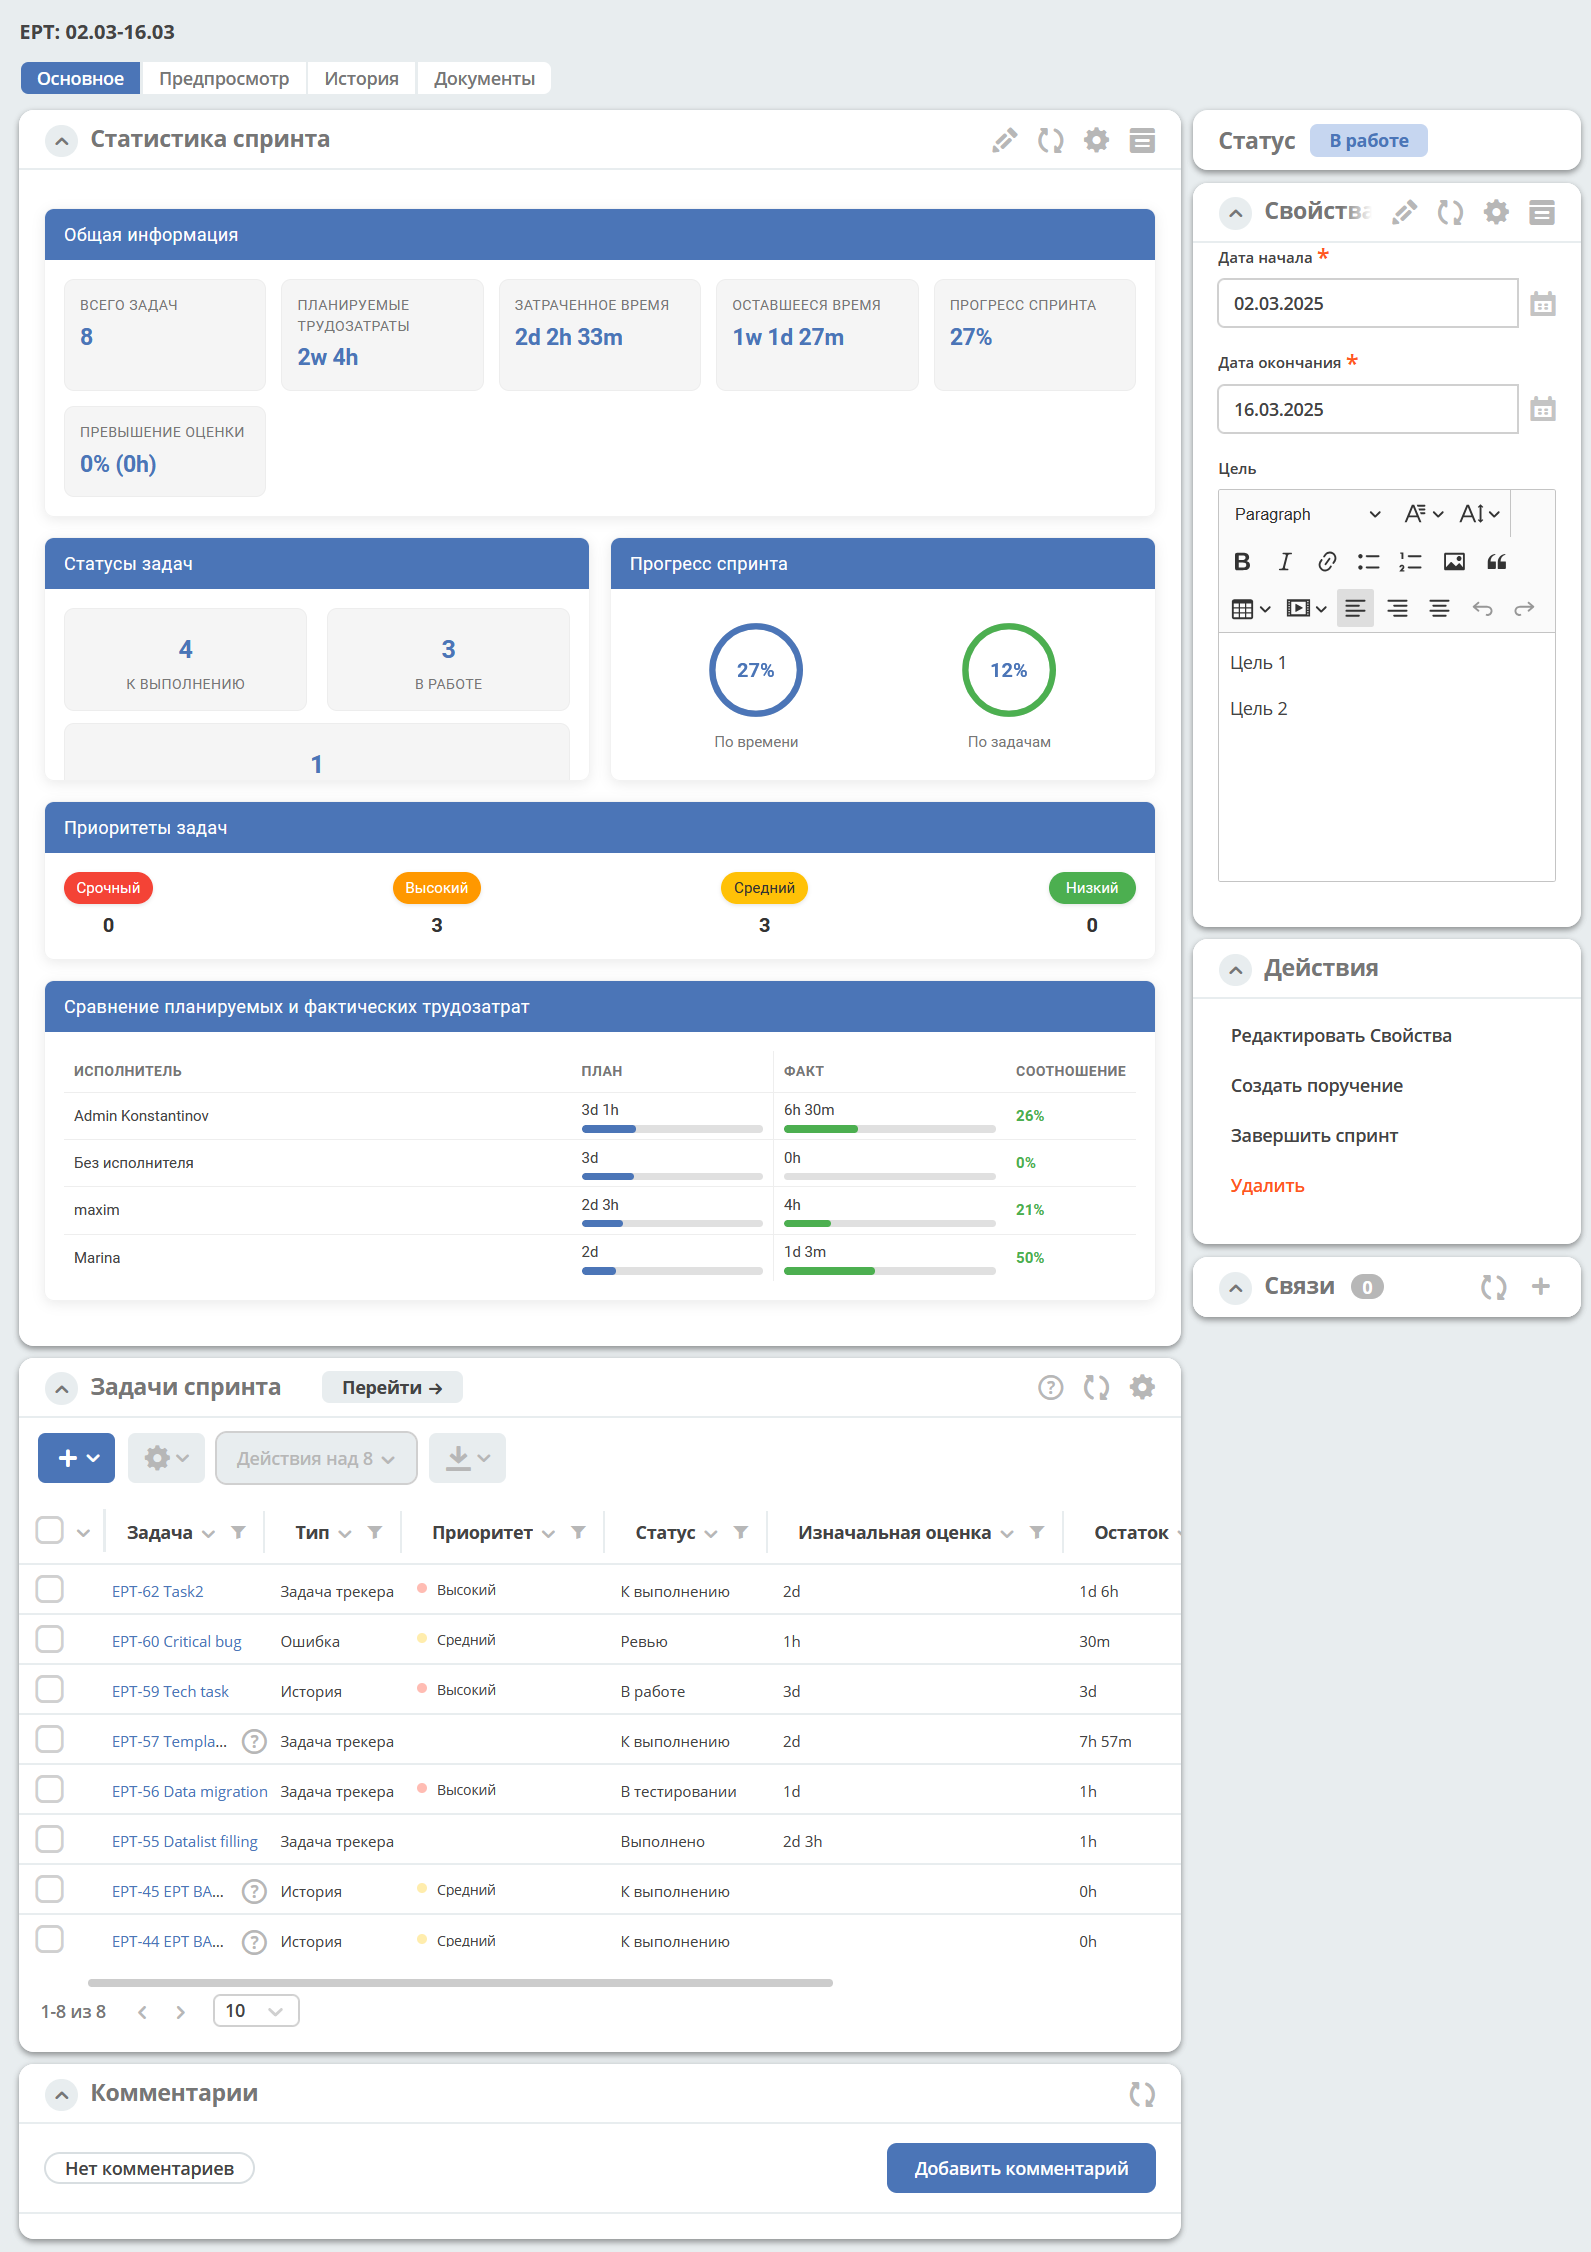 EPT: 02.03-16.03
Основное Предпросмотр История Документы
Статистика спринта
Общая информация
ВСЕГО ЗАДАЧ
8
ПЛАНИРУЕМЫЕ
ТРУДОЗАТРАТЫ
2w 4h
ЗАТРАЧЕННОЕ ВРЕМЯ
2d 2h 33m
ОСТАВШЕЕСЯ ВРЕМЯ
1w 1d 27m
ПРОГРЕСС СПРИНТА
27%
ПРЕВЫШЕНИЕ ОЦЕНКИ
0% (0h)
Статусы задач
4
К ВЫПОЛНЕНИЮ
3
В РАБОТЕ
1
Прогресс спринта
27%
По времени
12%
По задачам
Приоритеты задач
Срочный Высокий Средний Низкий
0 3 3 0
Сравнение планируемых и фактических трудозатрат
ИСПОЛНИТЕЛЬ ПЛАН ФАКТ СООТНОШЕНИЕ
Admin Konstantinov 3d 1h 6h 30m 26%
Без исполнителя 3d 0h 0%
maxim 2d 3h 4h 21%
Marina 2d 1d 3m 50%
Задачи спринта Перейти →
Действия над 8
Задача Тип Приоритет Статус Изначальная оценка Остаток
EPT-62 Task2 Задача трекера Высокий К выполнению 2d 1d 6h
EPT-60 Critical bug Ошибка Средний Ревью 1h 30m
EPT-59 Tech task История Высокий В работе 3d 3d
EPT-57 Templa... ? Задача трекера К выполнению 2d 7h 57m
EPT-56 Data migration Задача трекера Высокий В тестировании 1d 1h
EPT-55 Datalist filling Задача трекера Выполнено 2d 3h 1h
EPT-45 EPT BA... ? История Средний К выполнению 0h
EPT-44 EPT BA... ? История Средний К выполнению 0h
1-8 из 8 10
Комментарии
Нет комментариев Добавить комментарий
Статус В работе
Свойства
Дата начала *
02.03.2025
Дата окончания *
16.03.2025
Цель
Paragraph
Цель 1
Цель 2
Действия
Редактировать Свойства
Создать поручение
Завершить спринт
Удалить
Связи 0